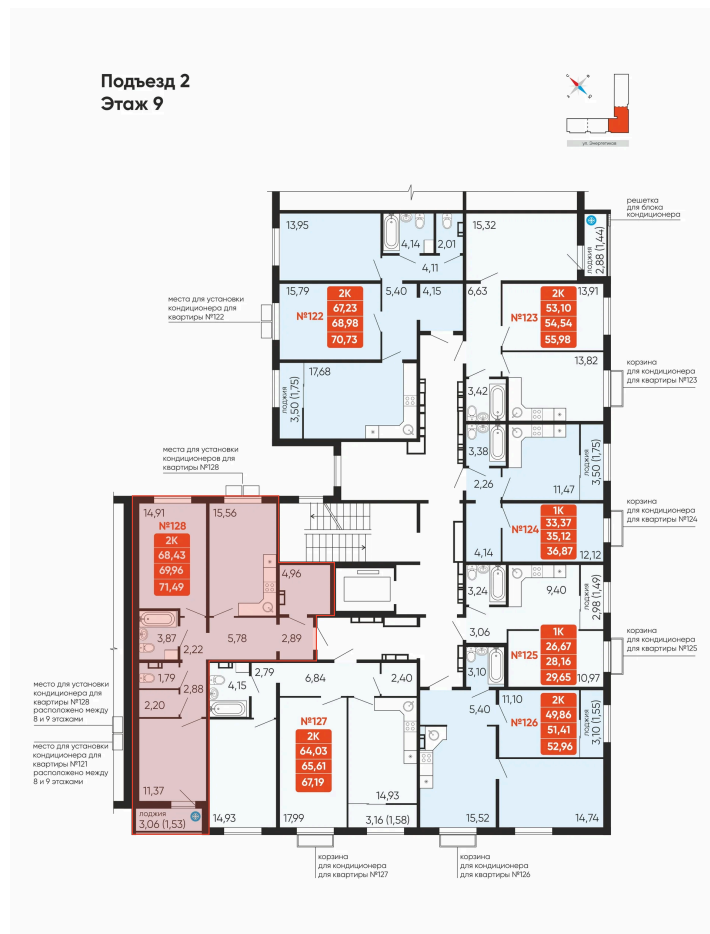 Подъезд 2
Этаж 9
ул. Энергетиков
решетка
для блока
кондиционера
13,95
4,14
2,01
15,32
лоджия
2,88 (1,44)
4,11
15,79
5,40
4,15
6,63
13,91
№122
2К
67,23
68,98
70,73
№123
2К
53,10
54,54
55,98
места для установки
кондиционера для
квартиры №122
13,82
17,68
лоджия
3,50 (1,75)
3,42
корзина
для кондиционера
для квартиры №123
3,38
2,26
11,47
лоджия
3,50 (1,75)
места для установки
кондиционеров для
квартиры №128
14,91
15,56
№128
2К
68,43
69,96
71,49
№124
1К
33,37
35,12
36,87
4,14
12,12
корзина
для кондиционера
для квартиры №124
4,96
3,24
9,40
лоджия
2,98 (1,49)
3,87
2,22
5,78
2,89
3,06
№125
1К
26,67
28,16
29,65
10,97
корзина
для кондиционера
для квартиры №125
1,79
2,88
4,15
2,79
6,84
2,40
3,10
2,20
5,40
11,10
№126
2К
49,86
51,41
52,96
лоджия
3,10 (1,55)
№127
2К
64,03
65,61
67,19
место для установки
кондиционера для
квартиры №128
расположено между
8 и 9 этажами
место для установки
кондиционера для
квартиры №121
расположено между
8 и 9 этажами
11,37
14,93
лоджия
3,06 (1,53)
14,93
17,99
3,16 (1,58)
15,52
14,74
корзина
для кондиционера
для квартиры №127
корзина
для кондиционера
для квартиры №126